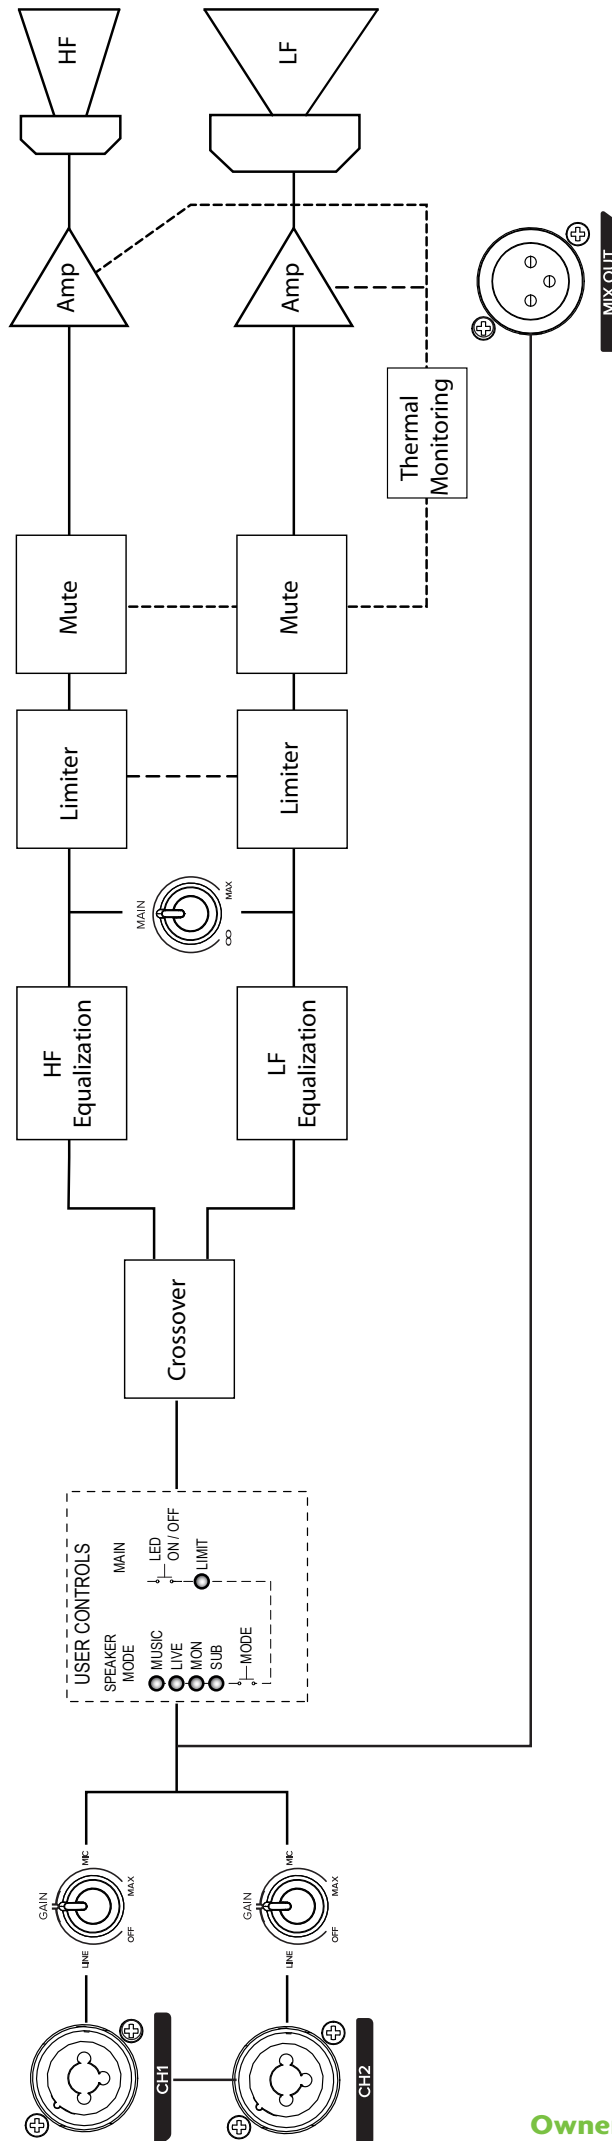 CH1
CH2
GAIN
LINE
MIC
OFF
MAX
GAIN
LINE
MIC
OFF
MAX
USER CONTROLS
SPEAKER
MODE
MUSIC
LIVE
MON
SUB
MODE
MAIN
LED
ON / OFF
LIMIT
Crossover
HF
Equalization
LF
Equalization
MAIN
∞
MAX
Limiter
Limiter
Mute
Mute
Thermal
Monitoring
Amp
Amp
HF
LF
MIX OUT
Owne